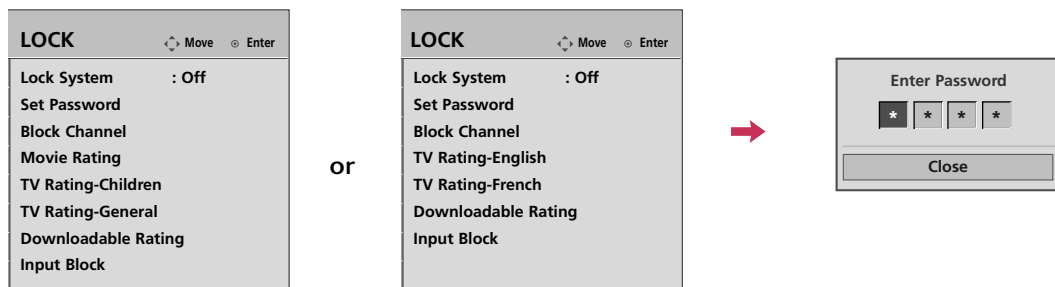 LOCK Move Enter
Lock System : Off
Set Password
Block Channel
Movie Rating
TV Rating-Children
TV Rating-General
Downloadable Rating
Input Block
or
LOCK Move Enter
Lock System : Off
Set Password
Block Channel
TV Rating-English
TV Rating-French
Downloadable Rating
Input Block
Enter Password
* * * *
Close